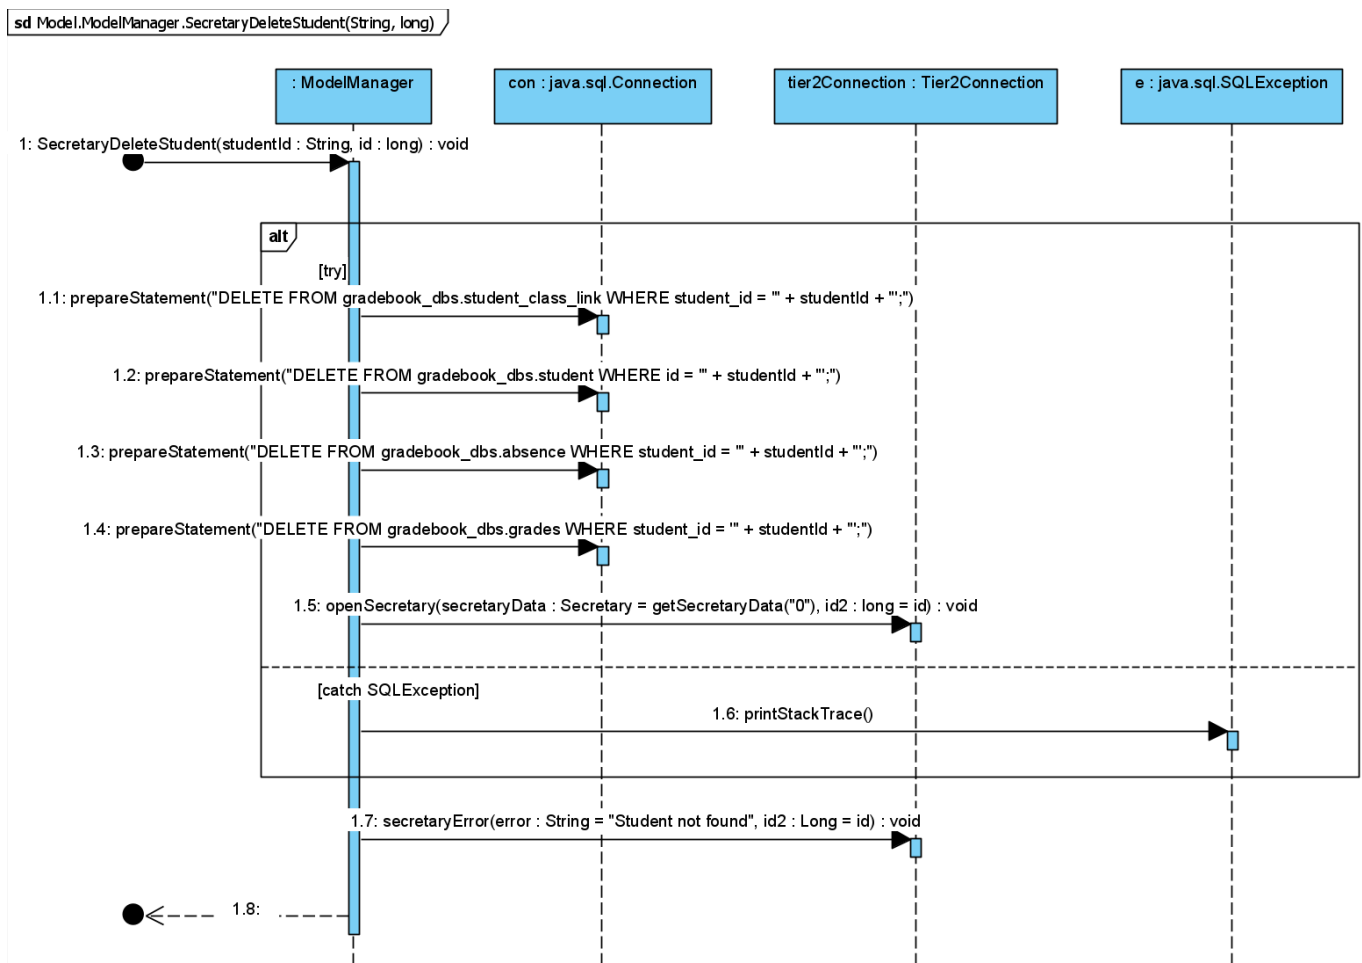 sd Model.ModelManager.SecretaryDeleteStudent(String, long)
: ModelManager
con : java.sql.Connection
tier2Connection : Tier2Connection
e : java.sql.SQLException
1: SecretaryDeleteStudent(studentId : String, id : long) : void
alt
[try]
1.1: prepareStatement("DELETE FROM gradebook_dbs.student_class_link WHERE student_id = '" + studentId + "';")
1.2: prepareStatement("DELETE FROM gradebook_dbs.student WHERE id = '" + studentId + "';")
1.3: prepareStatement("DELETE FROM gradebook_dbs.absence WHERE student_id = '" + studentId + "';")
1.4: prepareStatement("DELETE FROM gradebook_dbs.grades WHERE student_id = '" + studentId + "';")
1.5: openSecretary(secretaryData : Secretary = getSecretaryData("0"), id2 : long = id) : void
[catch SQLException]
1.6: printStackTrace()
1.7: secretaryError(error : String = "Student not found", id2 : Long = id) : void
1.8: